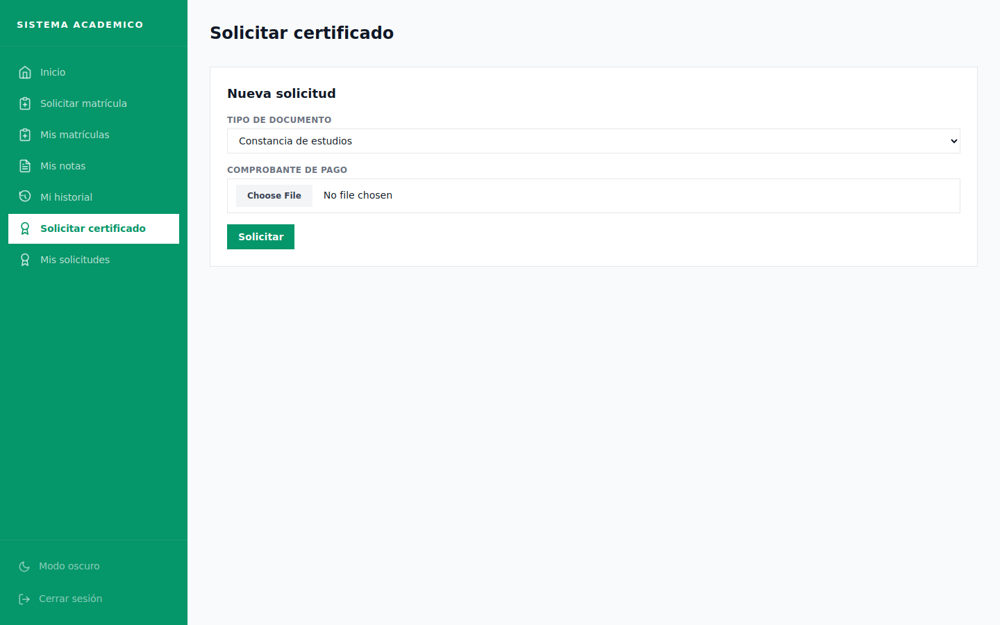 SISTEMA ACADEMICO
Inicio
Solicitar matrícula
Mis matrículas
Mis notas
Mi historial
Solicitar certificado
Mis solicitudes
Modo oscuro
Cerrar sesión
Solicitar certificado
Nueva solicitud
TIPO DE DOCUMENTO
Constancia de estudios
COMPROBANTE DE PAGO
Choose File No file chosen
Solicitar